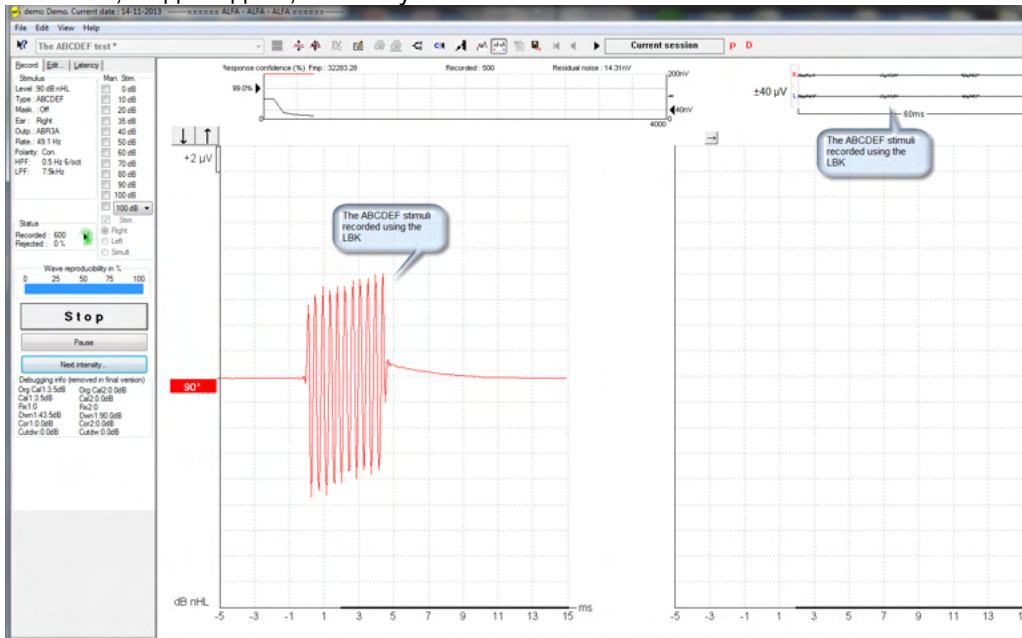 demo Demo. Current date : 14-11-2013 ------====== ALFA - ALFA - ALFA ======------
File Edit View Help
The ABCDEF test *
Current session
P D
Record Edit... Latency
Stimulus
Level :90 dB nHL
Type : ABCDEF
Mask. : Off
Ear : Right
Outp.: ABR3A
Rate.: 49.1 Hz
Polarity: Con.
HPF: 0.5 Hz 6/oct
LPF: 7.5kHz
Man. Stim.
0 dB
10 dB
20 dB
35 dB
40 dB
50 dB
60 dB
70 dB
80 dB
90 dB
100 dB
100 dB
Stim.
Right
Left
Simult.
Status
Recorded : 600
Rejected : 0 %
Wave reproducibility in %
0 25 50 75 100
Stop
Pause
Next intensity...
Debugging info (removed in final version)
Org Cal1:3.5dB Org Cal2:0.0dB
Cal1:3.5dB Cal2:0.0dB
Fix1:0 Fix2:0
Dwn1:43.5dB Dwn1:90.0dB
Cor1:0.0dB Cor2:0.0dB
Cutdw:0.0dB Cutdw:0.0dB
Response confidence (%) Fmp : 32283.28 Recorded : 500 Residual noise : 14.31nV
99.0%
200nV
40nV
0
0
4000
±40 µV
R
L
60ms
The ABCDEF stimuli
recorded using the
LBK
+2 µV
The ABCDEF stimuli
recorded using the
LBK
90*
dB nHL
-5 -3 -1 1 3 5 7 9 11 13 15 ms
-5 -3 -1 1 3 5 7 9 11 13